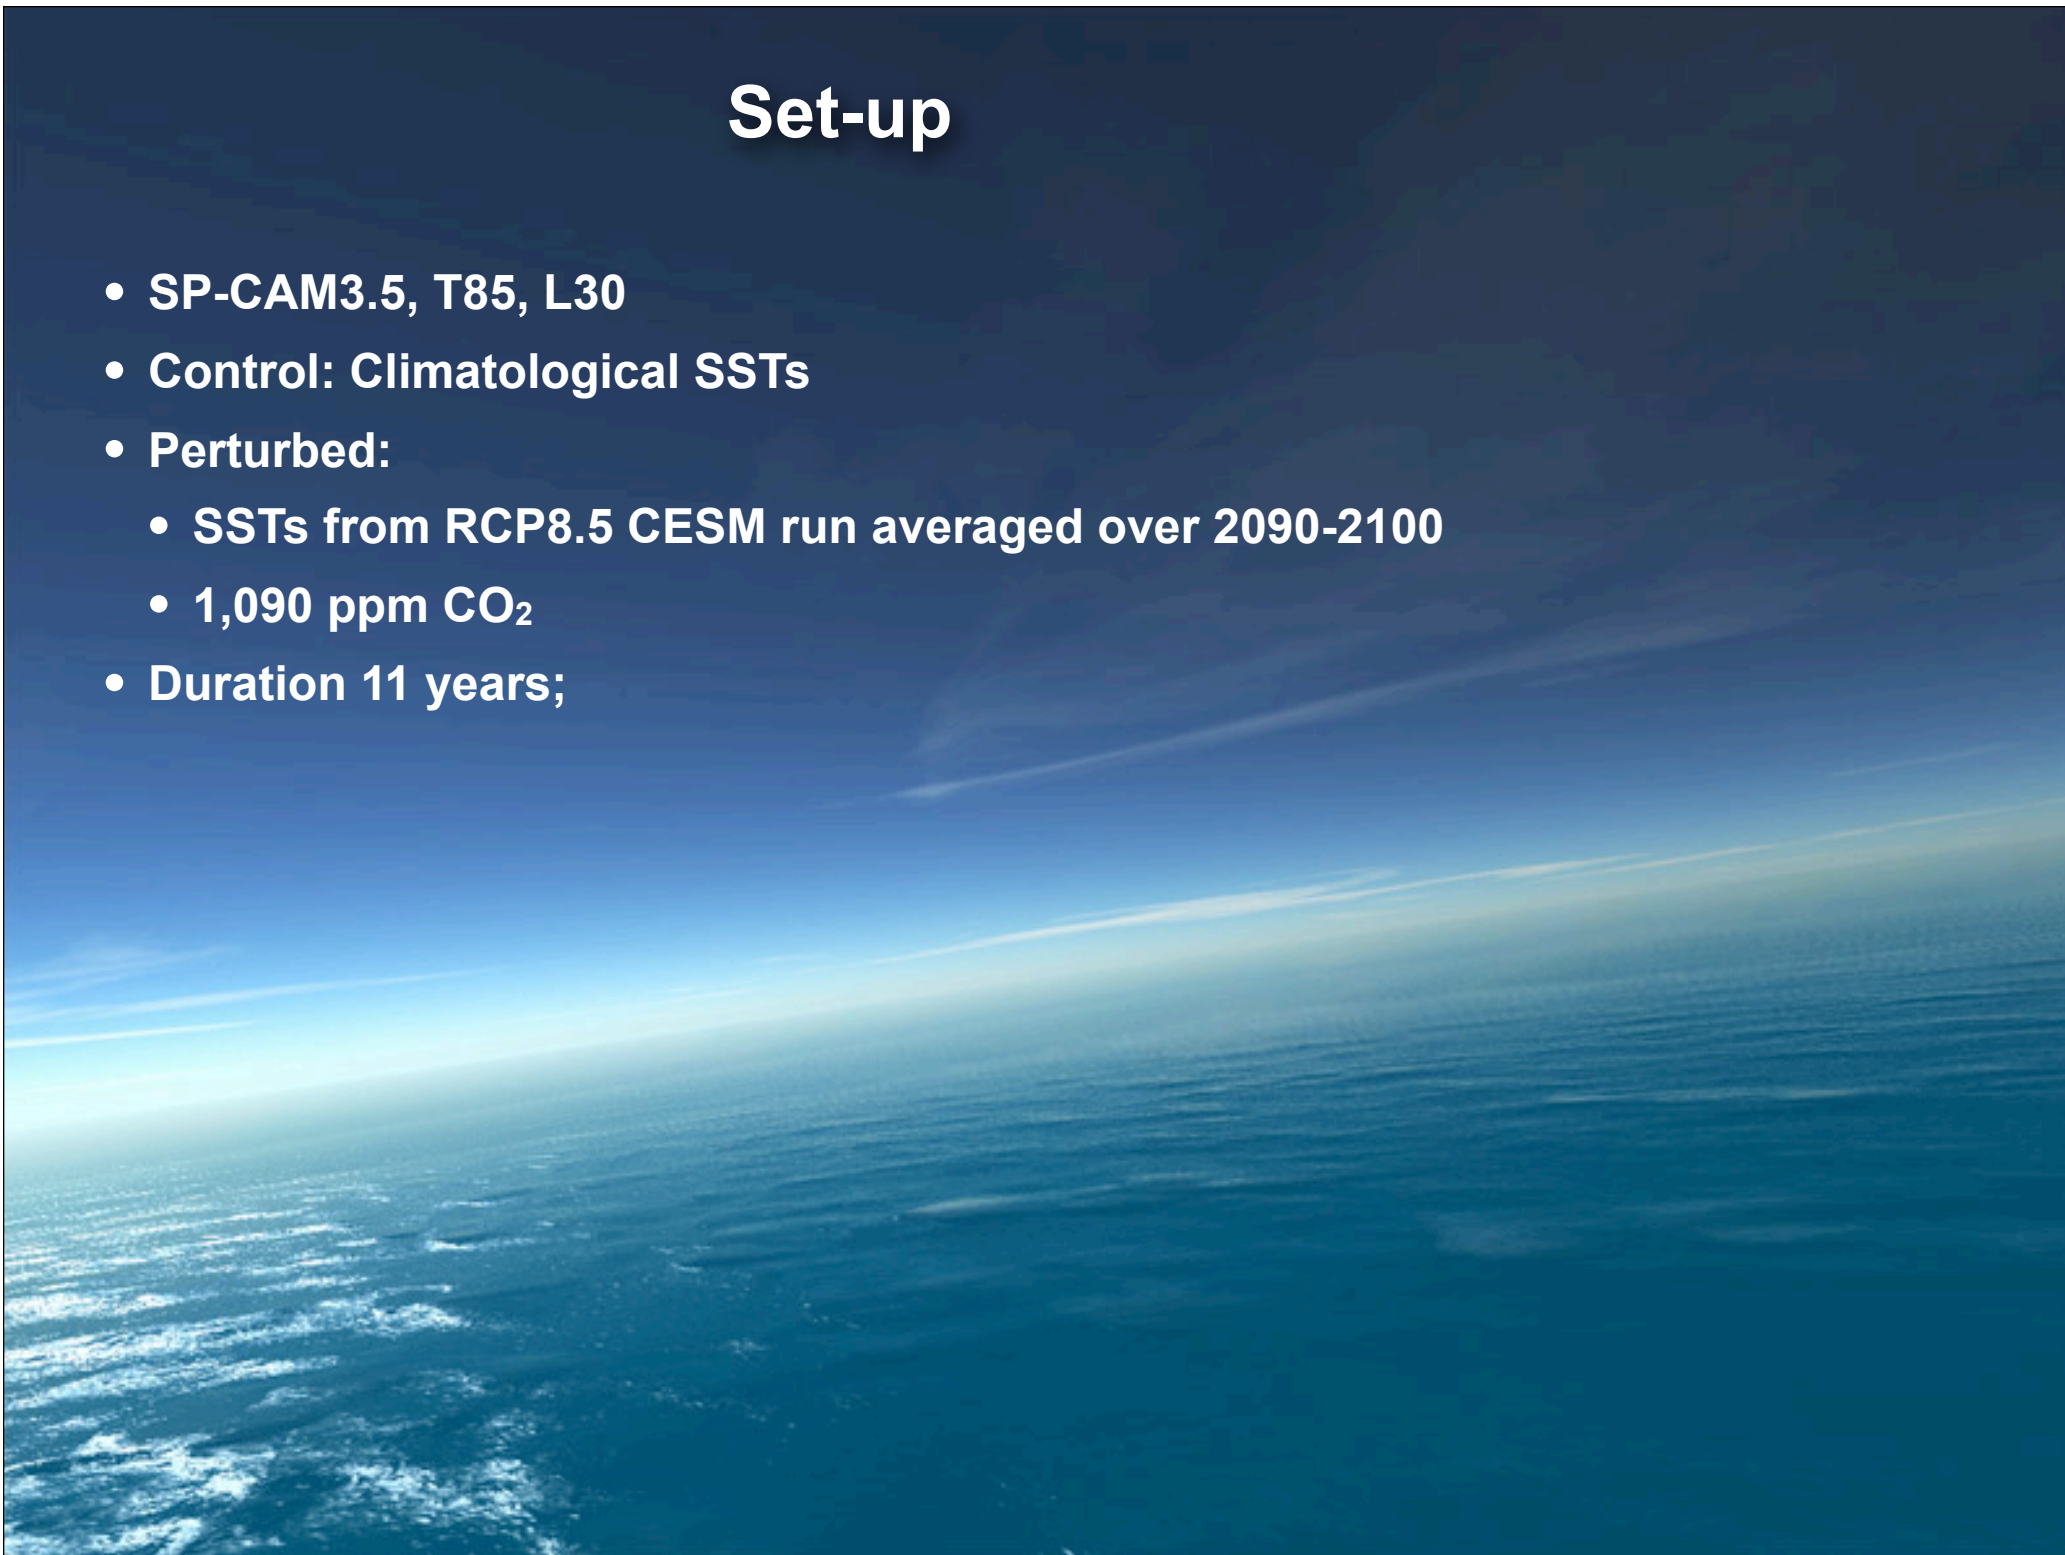 Set-up
• SP-CAM3.5, T85, L30
• Control: Climatological SSTs
• Perturbed:
• SSTs from RCP8.5 CESM run averaged over 2090-2100
• 1,090 ppm CO₂
• Duration 11 years;